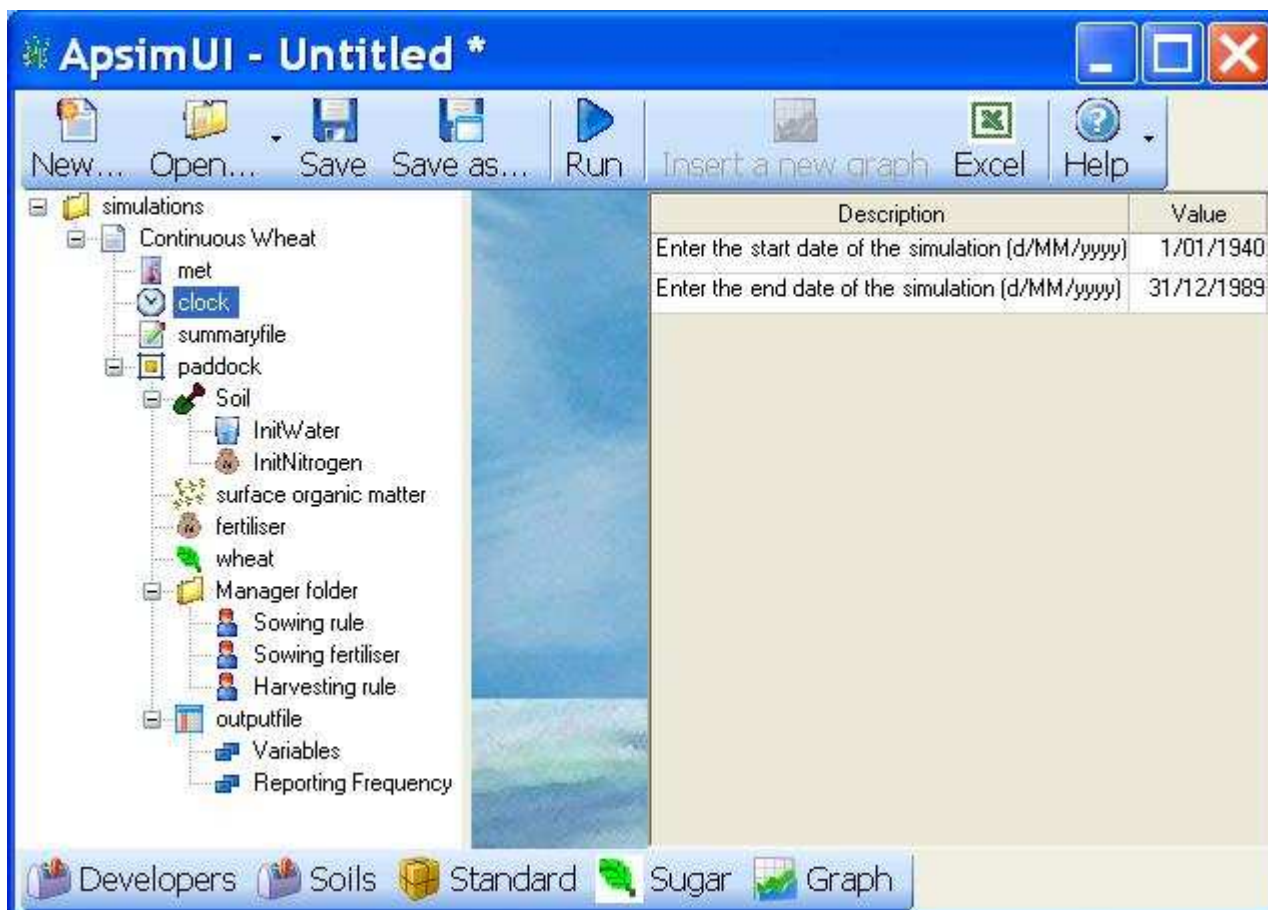 ApsimUI - Untitled *
New... Open... Save Save as... Run Insert a new graph Excel Help
simulations
Continuous Wheat
met
clock
summaryfile
paddock
Soil
InitWater
InitNitrogen
surface organic matter
fertiliser
wheat
Manager folder
Sowing rule
Sowing fertiliser
Harvesting rule
outputfile
Variables
Reporting Frequency
Description Value
Enter the start date of the simulation (d/MM/yyyy) 1/01/1940
Enter the end date of the simulation (d/MM/yyyy) 31/12/1989
Developers Soils Standard Sugar Graph